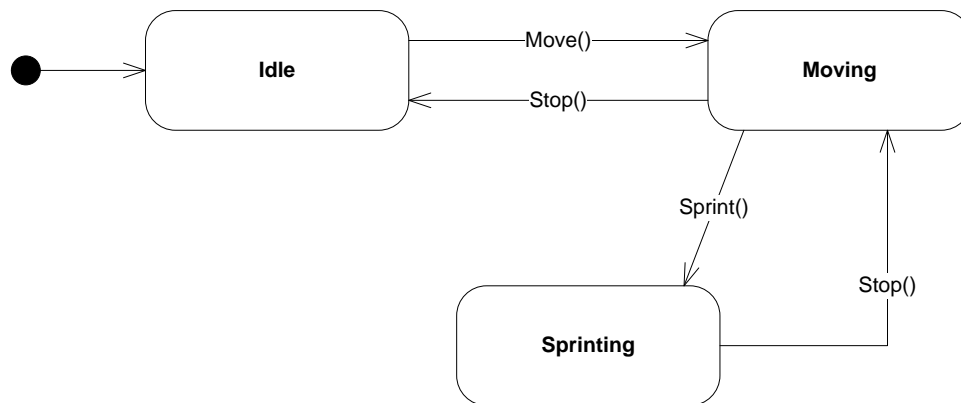 Move()
Idle
Moving
Stop()
Sprint()
Stop()
Sprinting